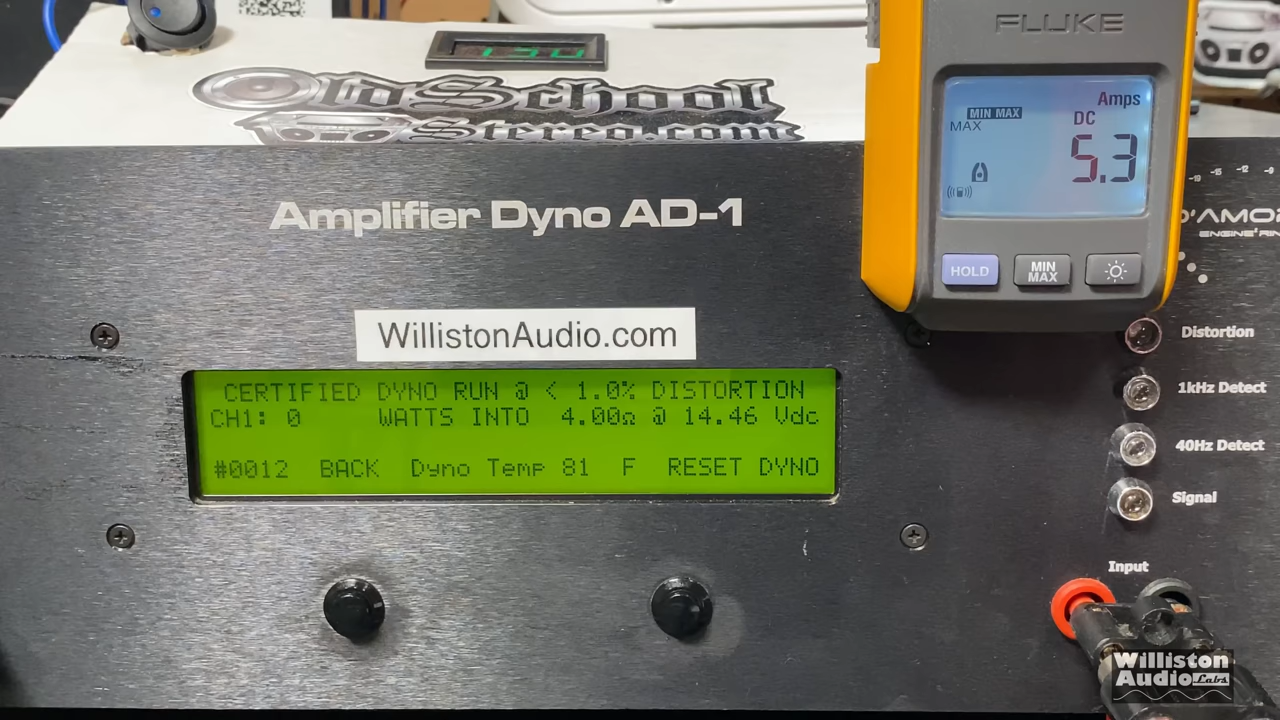 OldSchool
Stereo.com
FLUKE
Amps
MIN MAX
DC
MAX
5.3
HOLD
MIN
MAX
Amplifier Dyno AD-1
WillistonAudio.com
CERTIFIED DYNO RUN @ < 1.0% DISTORTION
CH1: 0 WATTS INTO 4.00Ω @ 14.46 Vdc
#0012 BACK Dyno Temp 81 F RESET DYNO
Distortion
1kHz Detect
40Hz Detect
Signal
Input
Williston
Audio Labs